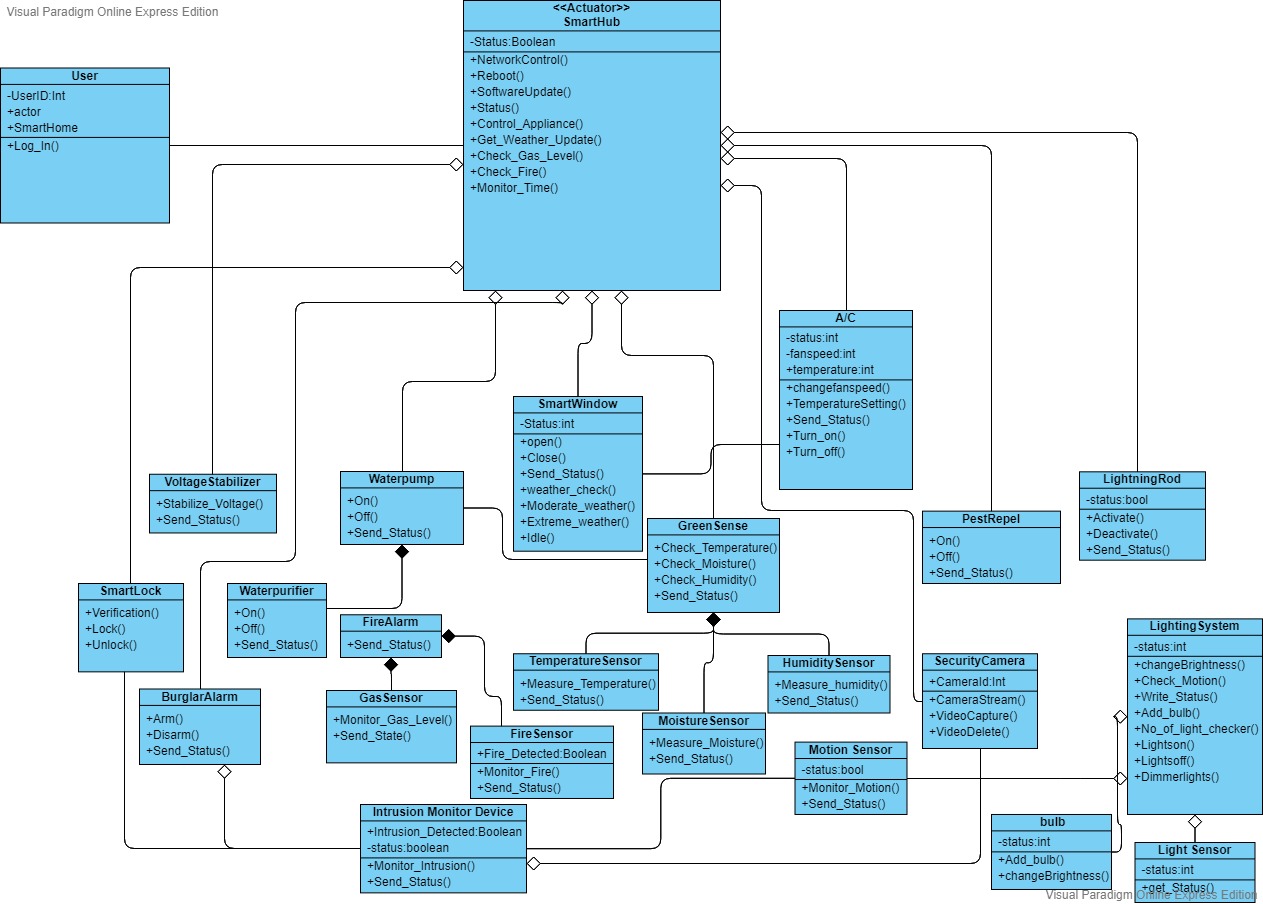 Visual Paradigm Online Express Edition
<<Actuator>>
SmartHub
-Status:Boolean
+NetworkControl()
+Reboot()
+SoftwareUpdate()
+Status()
+Control_Appliance()
+Get_Weather_Update()
+Check_Gas_Level()
+Check_Fire()
+Monitor_Time()
User
-UserID:Int
+actor
+SmartHome
+Log_In()
A/C
-status:int
-fanspeed:int
+temperature:int
+changefanspeed()
+TemperatureSetting()
+Send_Status()
+Turn_on()
+Turn_off()
SmartWindow
-Status:int
+open()
+Close()
+Send_Status()
+weather_check()
+Moderate_weather()
+Extreme_weather()
+Idle()
VoltageStabilizer
+Stabilize_Voltage()
+Send_Status()
Waterpump
+On()
+Off()
+Send_Status()
GreenSense
+Check_Temperature()
+Check_Moisture()
+Check_Humidity()
+Send_Status()
PestRepel
+On()
+Off()
+Send_Status()
LightningRod
-status:bool
+Activate()
+Deactivate()
+Send_Status()
SmartLock
+Verification()
+Lock()
+Unlock()
Waterpurifier
+On()
+Off()
+Send_Status()
FireAlarm
+Send_Status()
LightingSystem
-status:int
+changeBrightness()
+Check_Motion()
+Write_Status()
+Add_bulb()
+No_of_light_checker()
+Lightson()
+Lightsoff()
+Dimmerlights()
TemperatureSensor
+Measure_Temperature()
+Send_Status()
HumiditySensor
+Measure_humidity()
+Send_Status()
SecurityCamera
+CameraId:Int
+CameraStream()
+VideoCapture()
+VideoDelete()
BurglarAlarm
+Arm()
+Disarm()
+Send_Status()
GasSensor
+Monitor_Gas_Level()
+Send_State()
FireSensor
+Fire_Detected:Boolean
+Monitor_Fire()
+Send_Status()
MoistureSensor
+Measure_Moisture()
+Send_Status()
Motion Sensor
-status:bool
+Monitor_Motion()
+Send_Status()
Intrusion Monitor Device
+Intrusion_Detected:Boolean
-status:boolean
+Monitor_Intrusion()
+Send_Status()
bulb
-status:int
+Add_bulb()
+changeBrightness()
Light Sensor
-status:int
+get_Status()
Visual Paradigm Online Express Edition